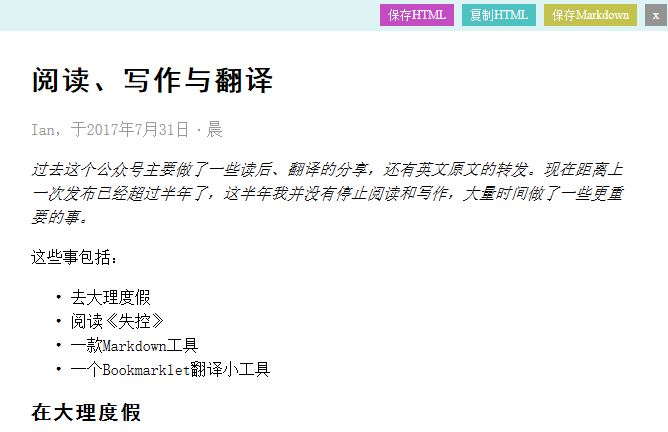 保存HTML 複制HTML 保存Markdown x
阅读、写作与翻译
Ian，于2017年7月31日·晨
过去这个公众号主要做了一些读后、翻译的分享，还有英文原文的转发。现在距离上
一次发布已经超过半年了，这半年我并没有停止阅读和写作，大量时间做了一些更重
要的事。
这些事包括：
• 去大理度假
• 阅读《失控》
• 一款Markdown工具
• 一个Bookmarklet翻译小工具
在大理度假